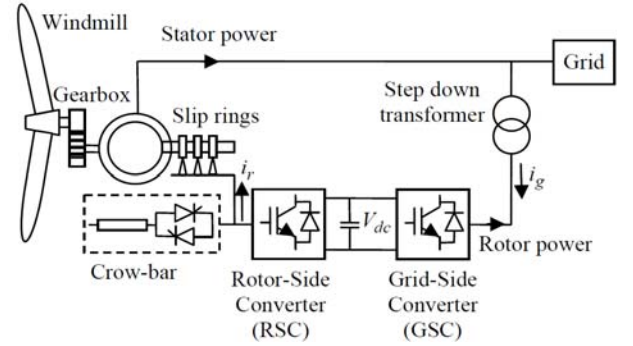 Windmill
Stator power
Grid
Gearbox
Slip rings
Step down
transformer
i_r
i_g
V_dc
Rotor power
Crow-bar
Rotor-Side
Converter
(RSC)
Grid-Side
Converter
(GSC)